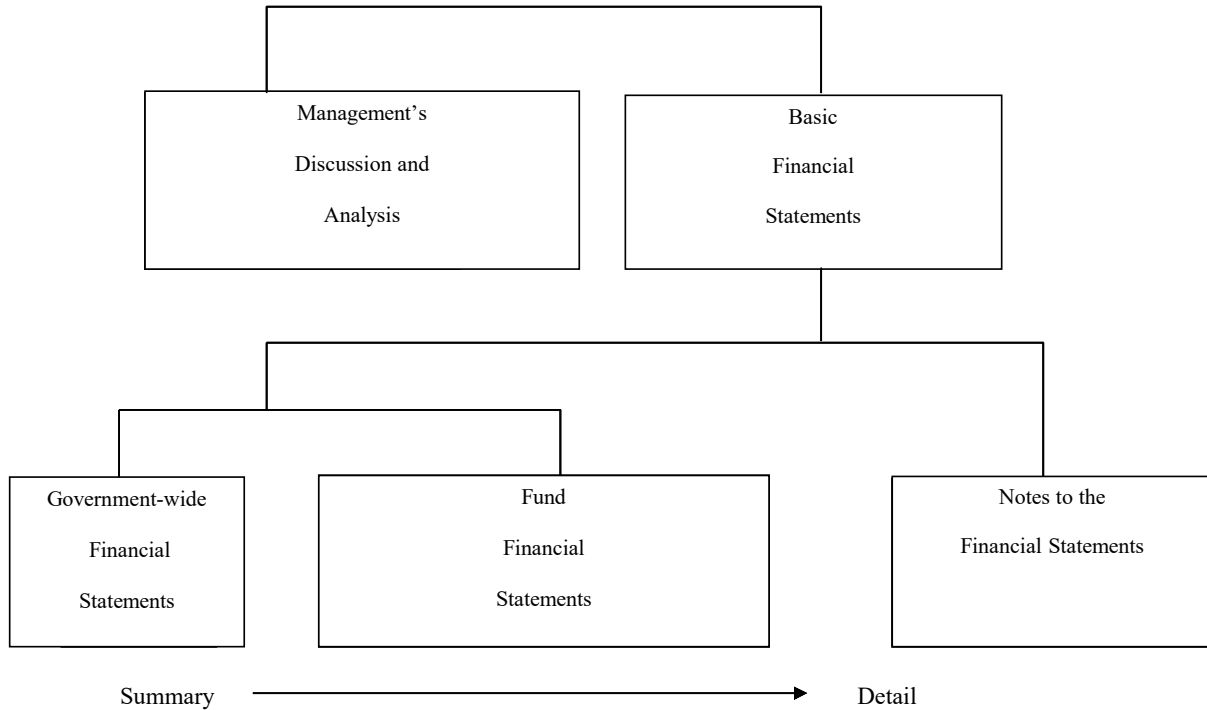 Management’s
Discussion and
Analysis
Basic
Financial
Statements
Government-wide
Financial
Statements
Fund
Financial
Statements
Notes to the
Financial Statements
Summary
Detail